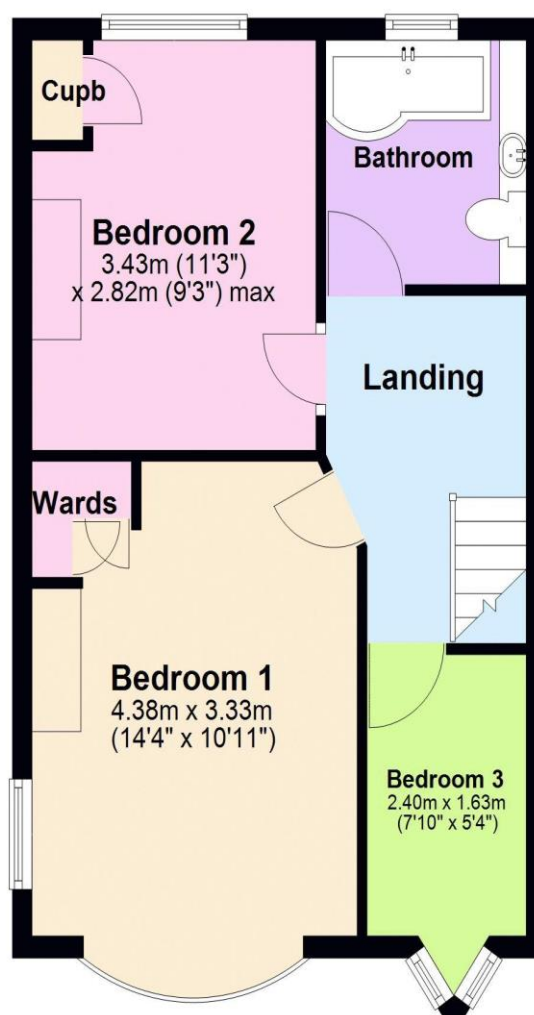 Cupb
Bathroom
Bedroom 2
3.43m (11'3")
x 2.82m (9'3") max
Landing
Wards
Bedroom 1
4.38m x 3.33m
(14'4" x 10'11")
Bedroom 3
2.40m x 1.63m
(7'10" x 5'4")